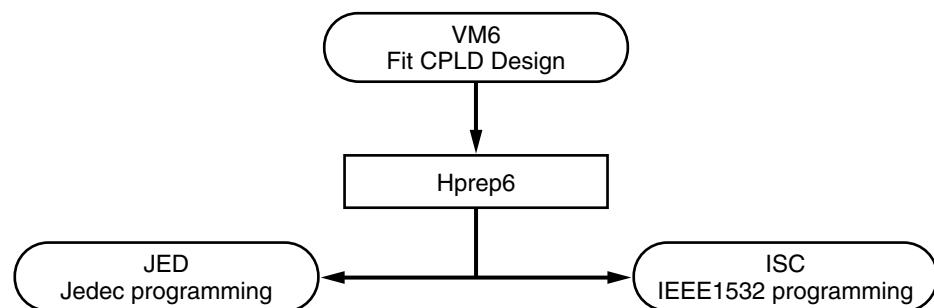 VM6
Fit CPLD Design
Hprep6
JED
Jedec programming
ISC
IEEE1532 programming